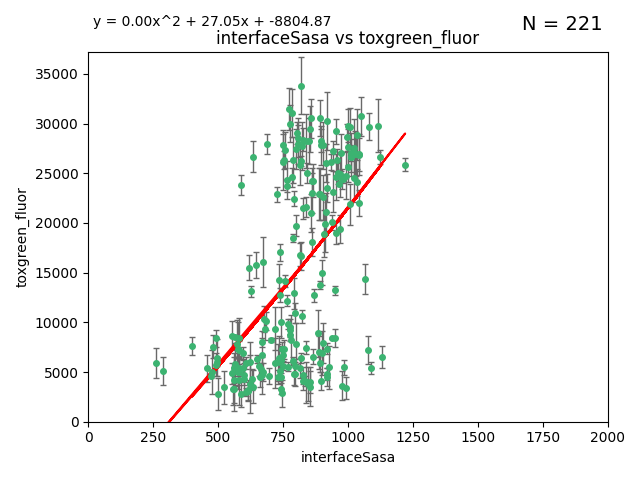 y = 0.00x^2 + 27.05x + -8804.87
N = 221
interfaceSasa vs toxgreen_fluor
toxgreen_fluor
35000
30000
25000
20000
15000
10000
5000
0
0 250 500 750 1000 1250 1500 1750 2000
interfaceSasa